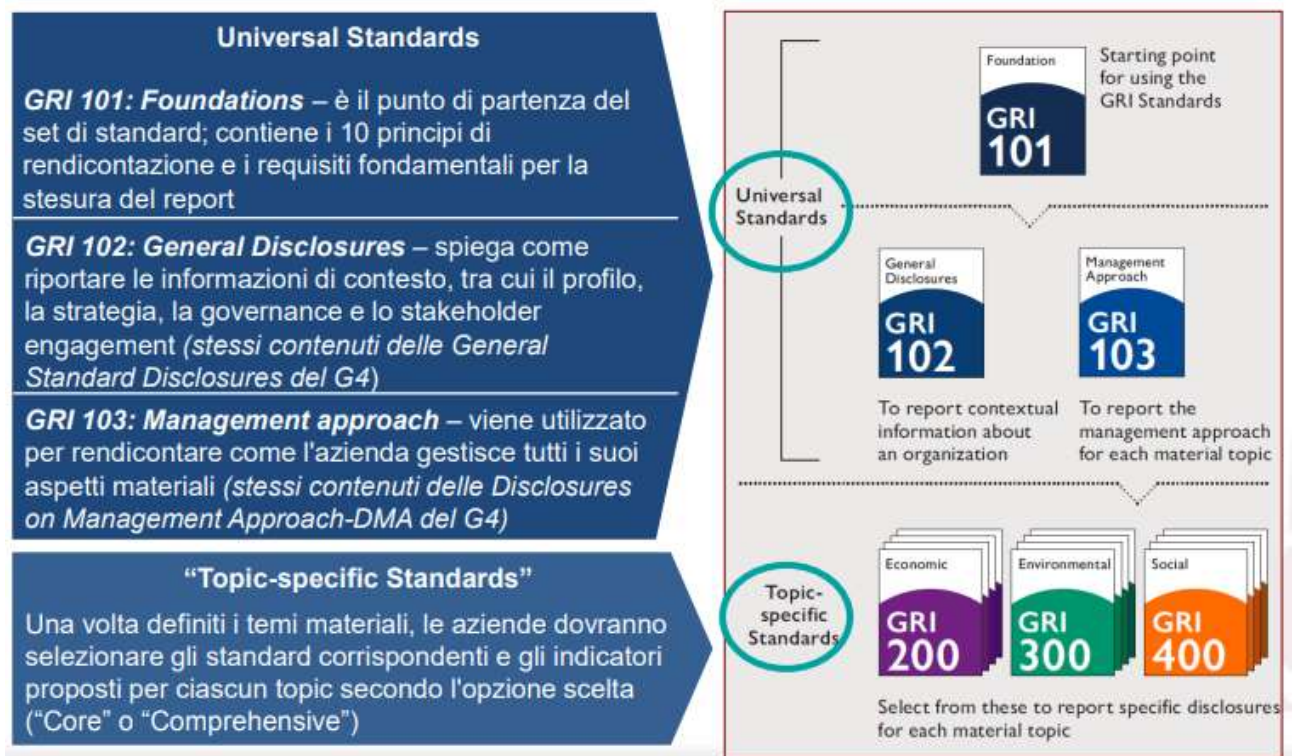 Universal Standards
GRI 101: Foundations – è il punto di partenza del
set di standard; contiene i 10 principi di
rendicontazione e i requisiti fondamentali per la
stesura del report
GRI 102: General Disclosures – spiega come
riportare le informazioni di contesto, tra cui il profilo,
la strategia, la governance e lo stakeholder
engagement (stessi contenuti delle General
Standard Disclosures del G4)
GRI 103: Management approach – viene utilizzato
per rendicontare come l'azienda gestisce tutti i suoi
aspetti materiali (stessi contenuti delle Disclosures
on Management Approach-DMA del G4)
“Topic-specific Standards”
Una volta definiti i temi materiali, le aziende dovranno
selezionare gli standard corrispondenti e gli indicatori
proposti per ciascun topic secondo l'opzione scelta
(“Core” o “Comprehensive”)
Foundation
GRI
101
Starting point
for using the
GRI Standards
Universal
Standards
General
Disclosures
GRI
102
Management
Approach
GRI
103
To report contextual
information about
an organization
To report the
management approach
for each material topic
Topic-
specific
Standards
Economic
GRI
200
Environmental
GRI
300
Social
GRI
400
Select from these to report specific disclosures
for each material topic